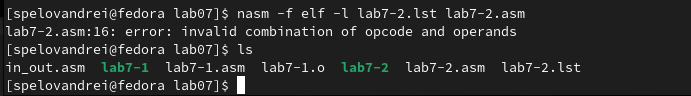 [spelovandrei@fedora lab07]$ nasm -f elf -l lab7-2.lst lab7-2.asm
lab7-2.asm:16: error: invalid combination of opcode and operands
[spelovandrei@fedora lab07]$ ls
in_out.asm  lab7-1  lab7-1.asm  lab7-1.o  lab7-2  lab7-2.asm  lab7-2.lst
[spelovandrei@fedora lab07]$